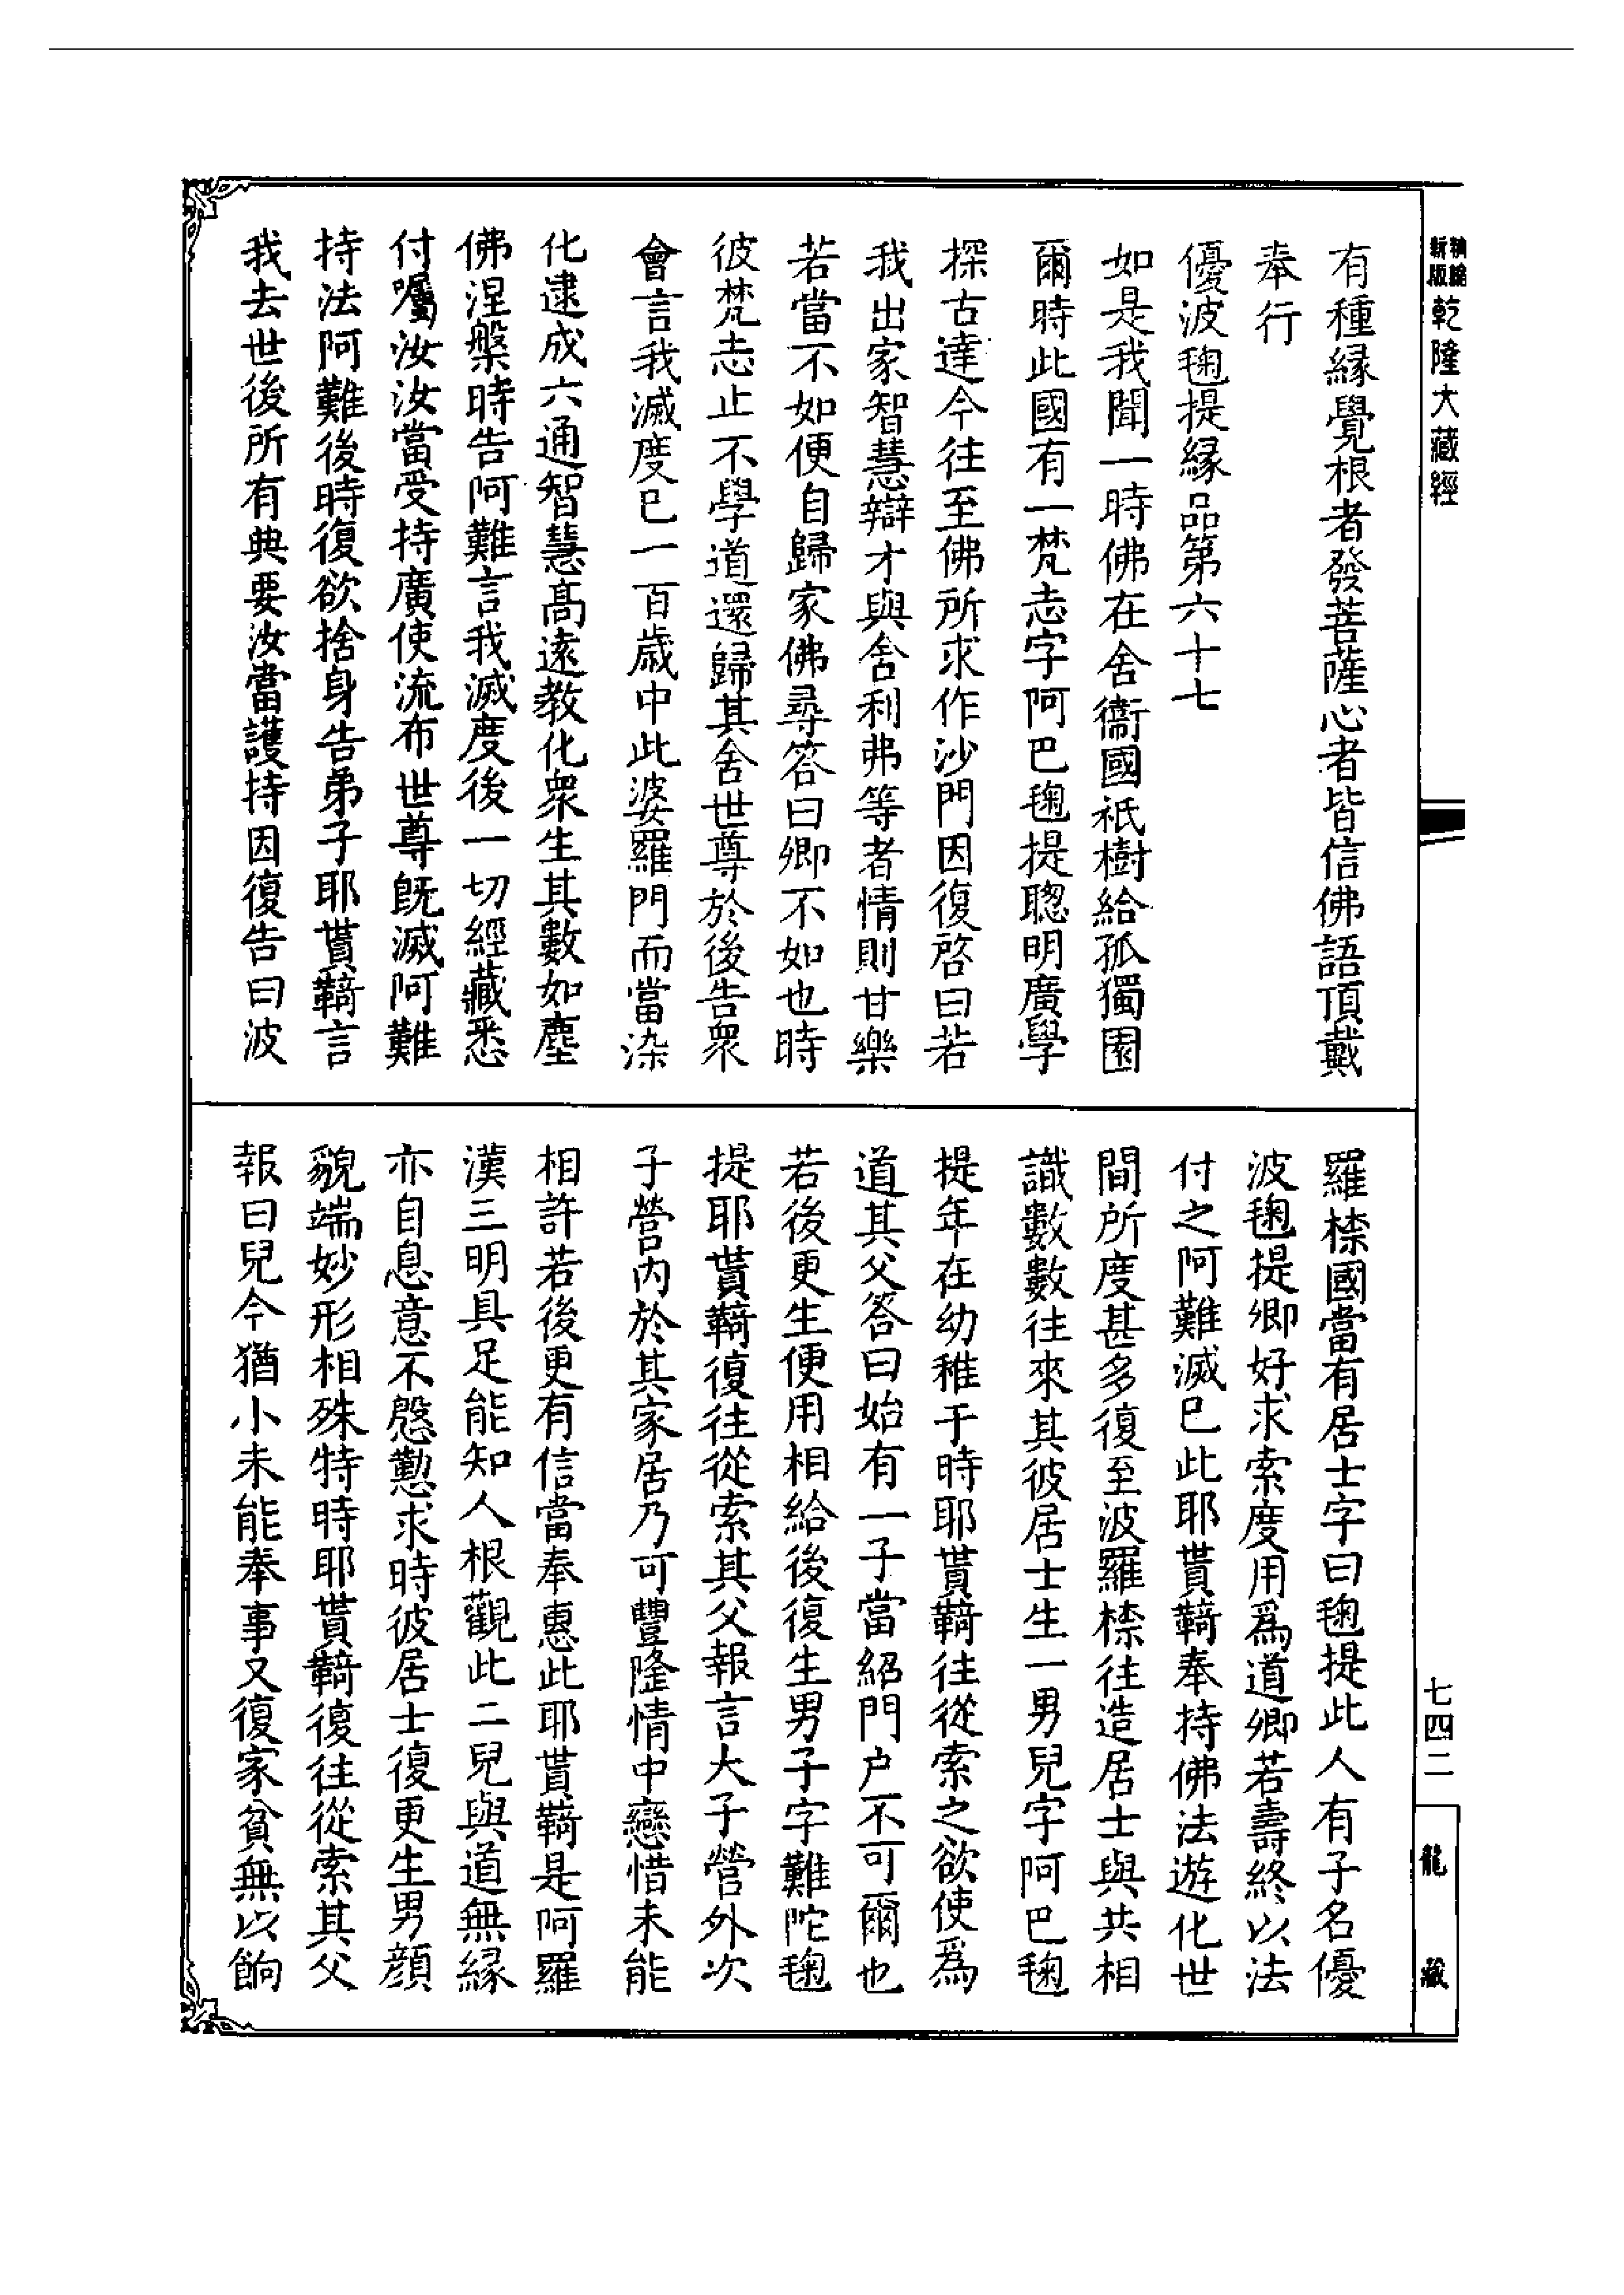 新編
新版
乾隆大藏經
有種緣覺根者發菩薩心者皆信佛語頂戴
奉行
優波毱提緣品第六十七
如是我聞一時佛在舍衞國祇樹給孤獨園
爾時此國有一梵志字阿巴毱提聰明廣學
探古達今往至佛所求作沙門因復啓曰若
我出家智慧辯才與舍利弗等者情則甘樂
若當不如便自歸家佛尋答曰卿不如也時
彼梵志止不學道還歸其舍世尊於後告衆
會言我滅度已一百歲中此婆羅門而當染
化逮成六通智慧高遠教化衆生其數如塵
佛涅槃時告阿難言我滅度後一切經藏悉
付囑汝汝當受持廣使流布世尊旣滅阿難
持法阿難後時復欲捨身告弟子耶貰䩭言
我去世後所有典要汝當護持因復告曰波
羅㮈國當有居士字曰毱提此人有子名優
波毱提卿好求索度用爲道卿若壽終以法
付之阿難滅已此耶貰䩭奉持佛法遊化世
間所度甚多復至波羅㮈往造居士與共相
識數數往來其彼居士生一男兒字阿巴毱
提年在幼稚于時耶貰䩭往從索之欲使爲
道其父答曰始有一子當紹門户不可爾也
若後更生便用相給後復生男子字難陀毱
提耶貰䩭復往從索其父報言大子營外次
子營内於其家居乃可豐隆情中戀惜未能
相許若後更有信當奉惠此耶貰䩭是阿羅
漢三明具足能知人根觀此二兒與道無緣
亦自息意不慇懃求時彼居士復更生男顏
貌端妙形相殊特時耶貰䩭復往從索其父
報曰兒今猶小未能奉事又復家貧無以餉
七四二
龍藏